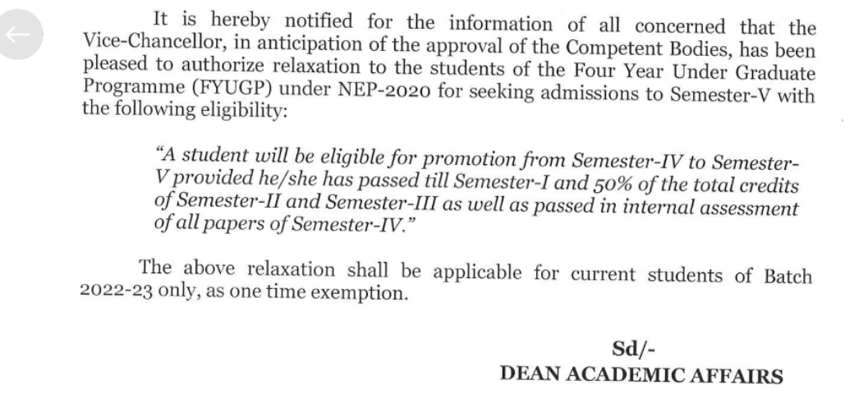 It is hereby notified for the information of all concerned that the
Vice-Chancellor, in anticipation of the approval of the Competent Bodies, has been
pleased to authorize relaxation to the students of the Four Year Under Graduate
Programme (FYUGP) under NEP-2020 for seeking admissions to Semester-V with
the following eligibility:
“A student will be eligible for promotion from Semester-IV to Semester-
V provided he/she has passed till Semester-I and 50% of the total credits
of Semester-II and Semester-III as well as passed in internal assessment
of all papers of Semester-IV.”
The above relaxation shall be applicable for current students of Batch
2022-23 only, as one time exemption.
Sd/-
DEAN ACADEMIC AFFAIRS